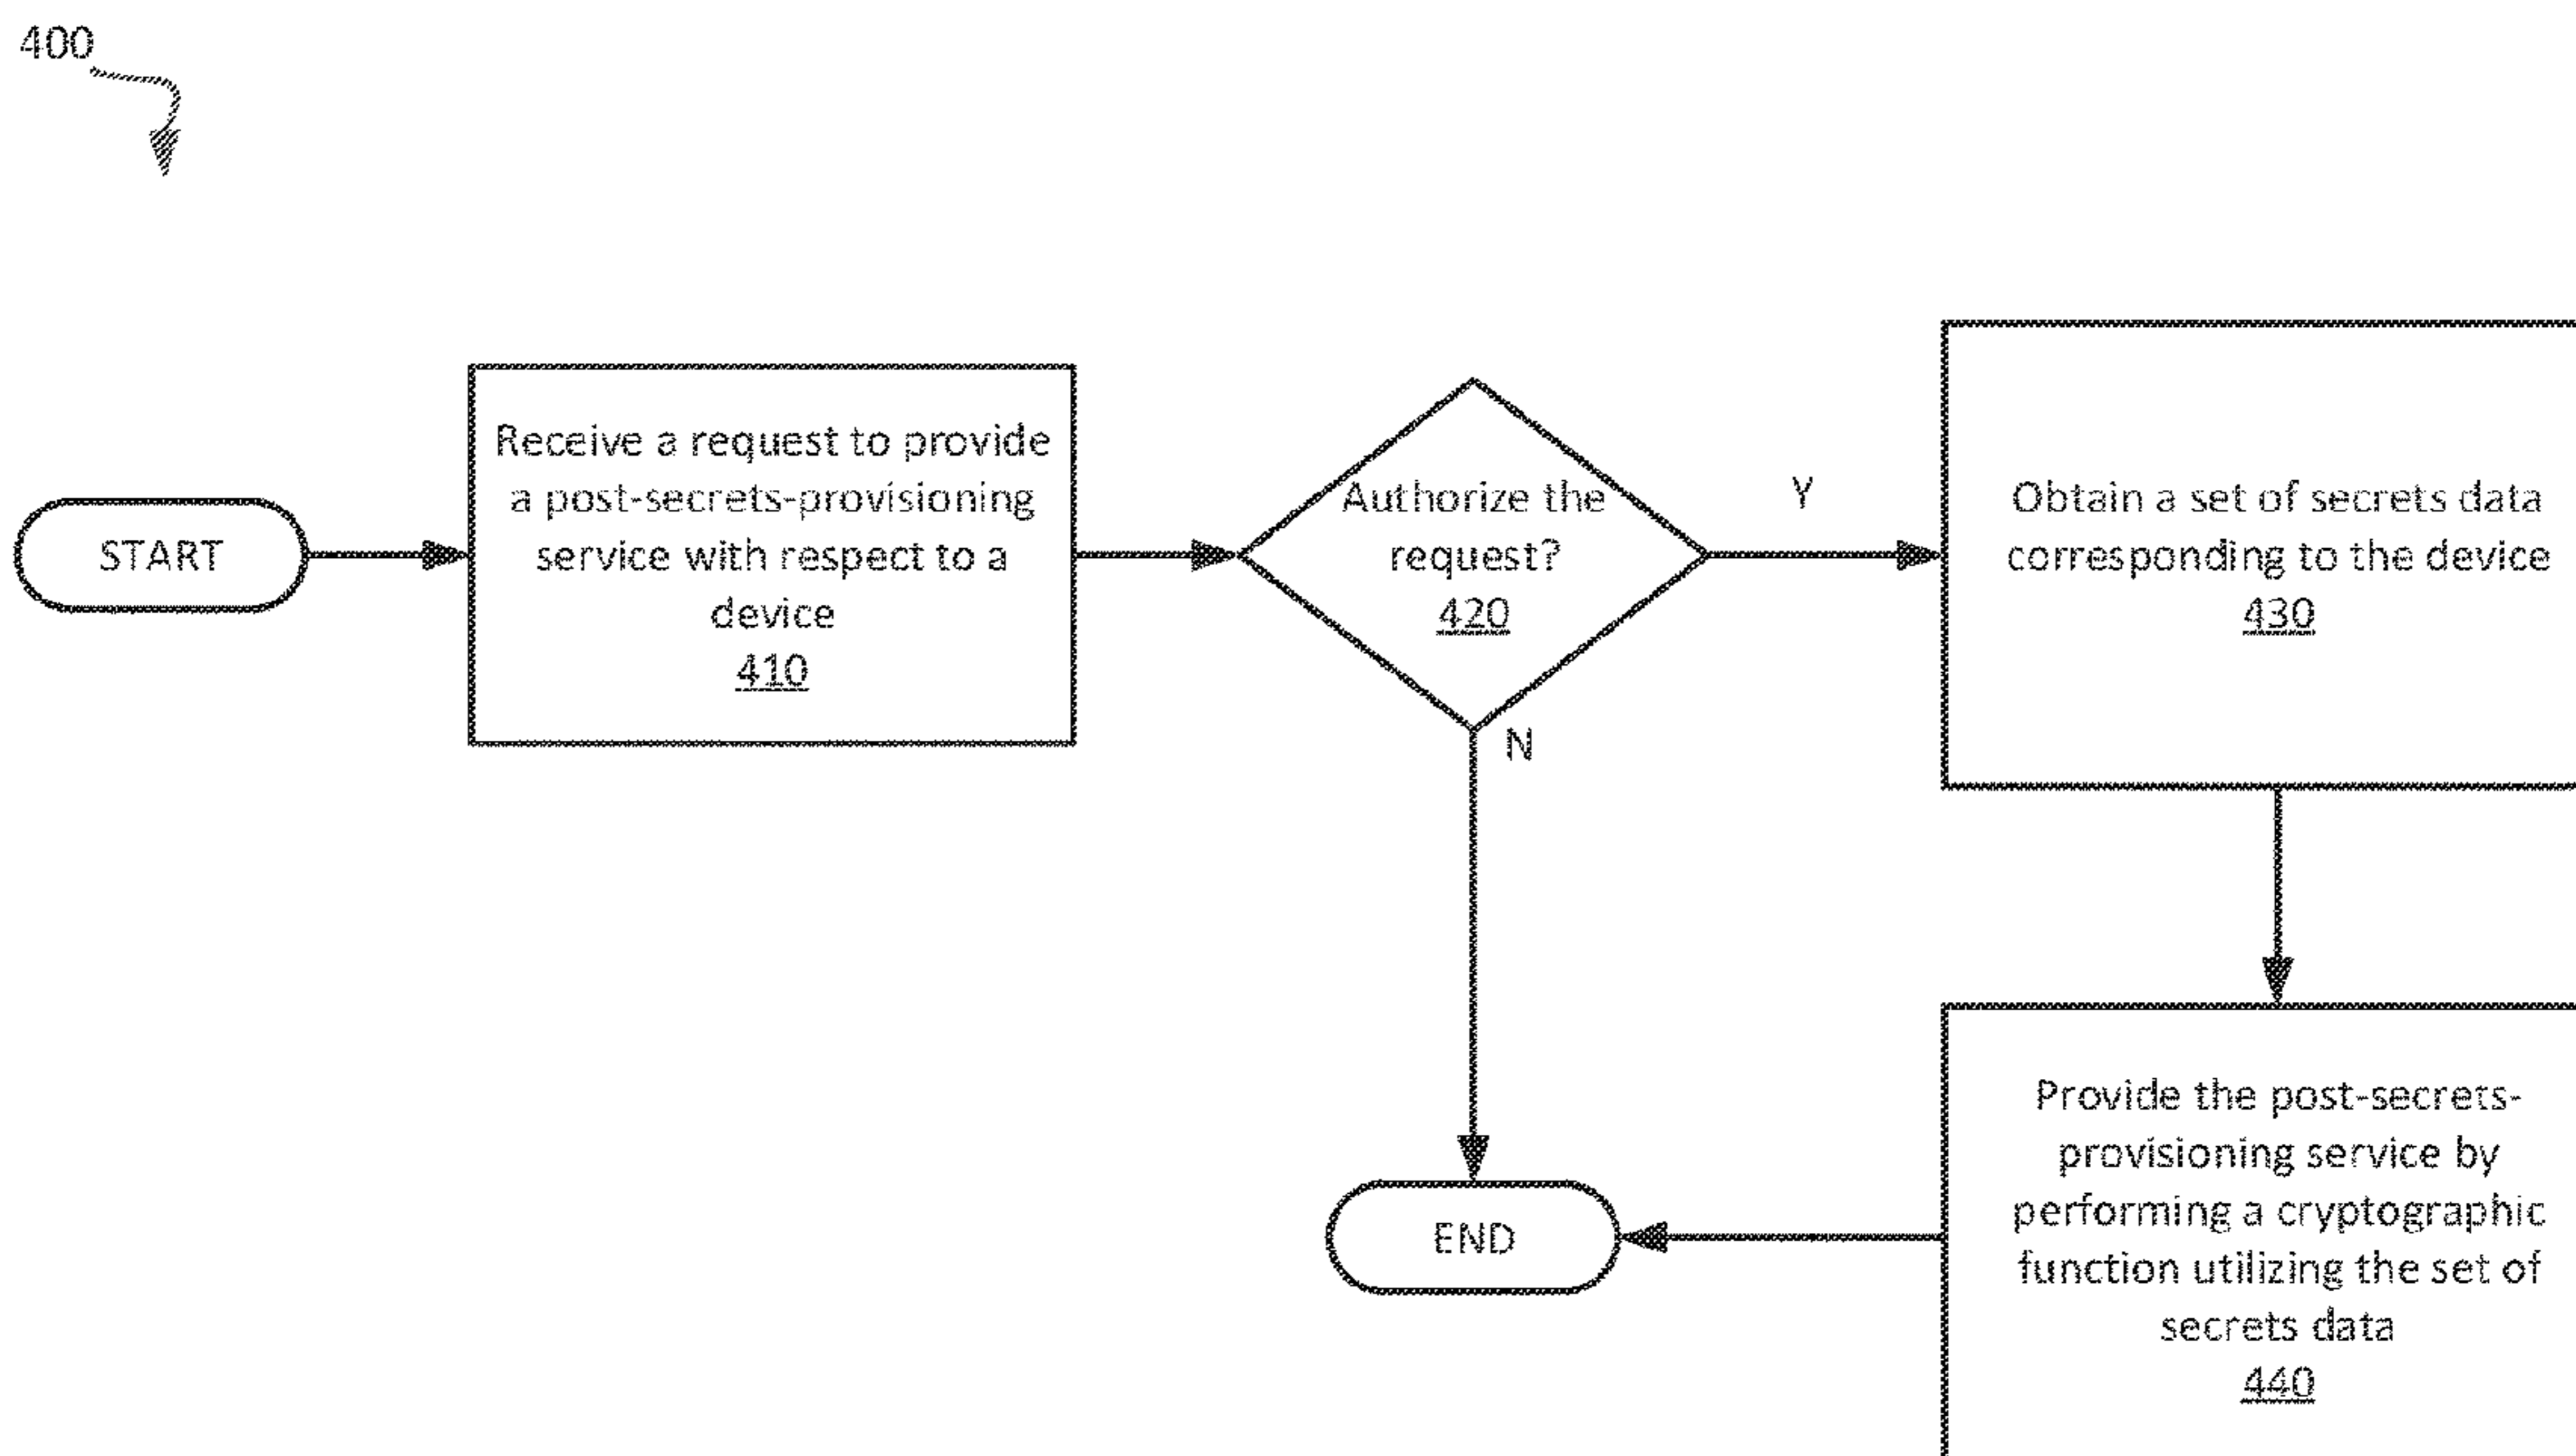 400
START
Receive a request to provide
a post-secrets-provisioning
service with respect to a
device
410
Authorize the
request?
420
Y
N
Obtain a set of secrets data
corresponding to the device
430
Provide the post-secrets-
provisioning service by
performing a cryptographic
function utilizing the set of
secrets data
440
END